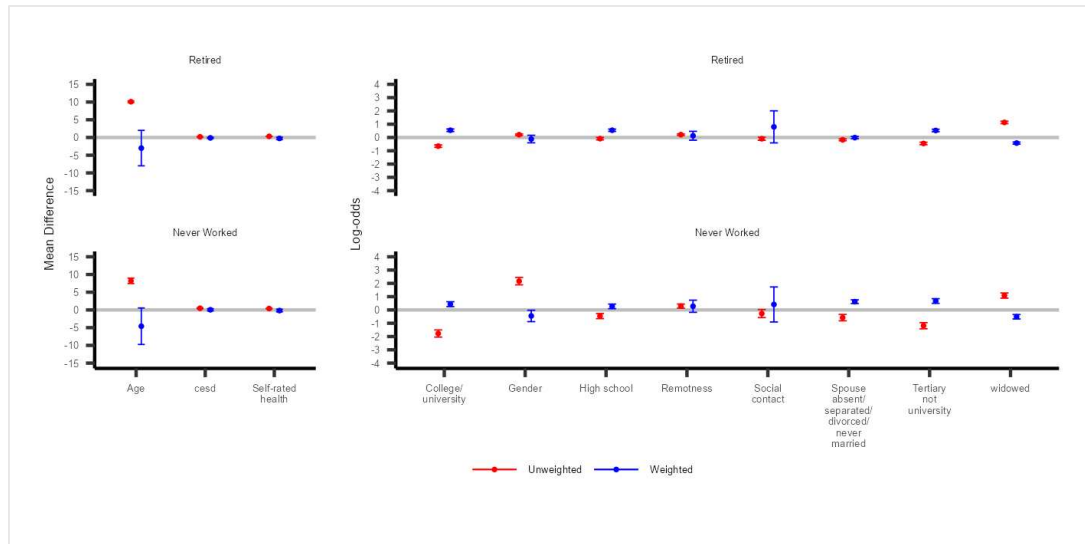 Retired
15
10
5
0
-5
-10
-15
Retired
4
3
2
1
0
-1
-2
-3
-4
Mean Difference
Log-odds
Never Worked
15
10
5
0
-5
-10
-15
Never Worked
4
3
2
1
0
-1
-2
-3
-4
Age
cesd
Self-rated
health
College/
university
Gender
High school
Remotness
Social
contact
Spouse
absent/
separated/
divorced/
never
married
Tertiary
not
university
widowed
Unweighted
Weighted